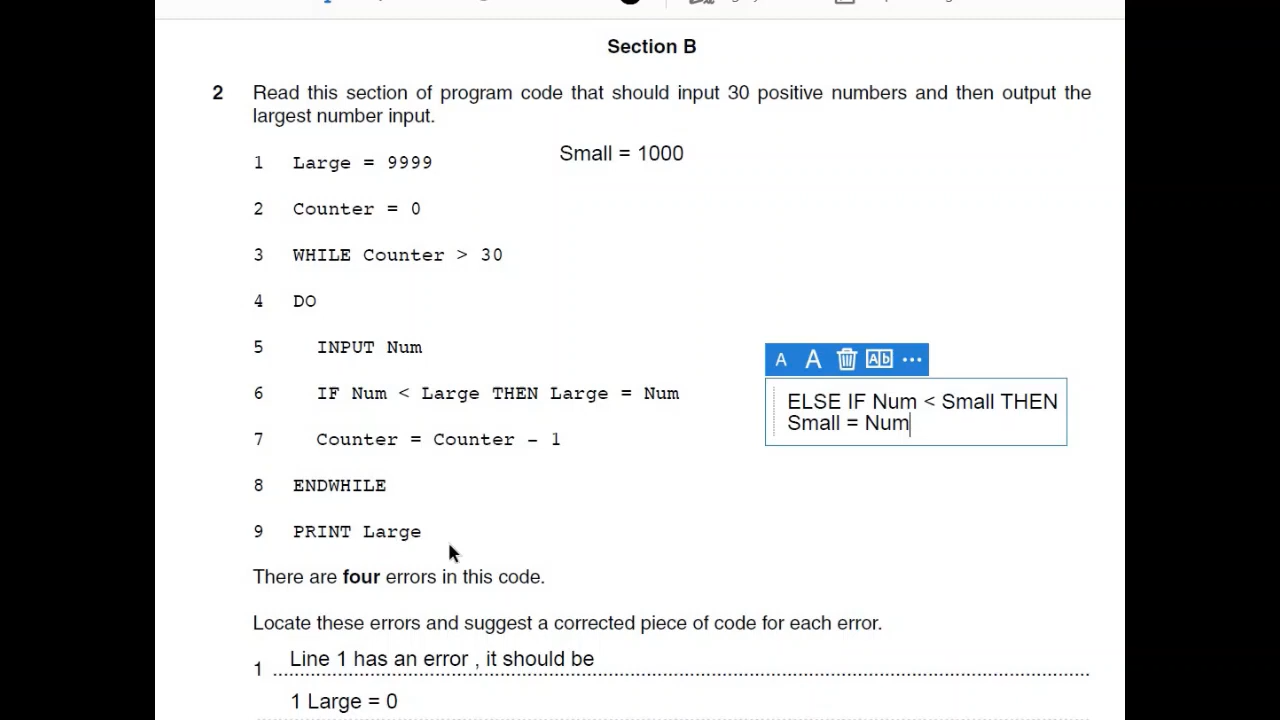 Section B
2 Read this section of program code that should input 30 positive numbers and then output the
largest number input.
1 Large = 9999 Small = 1000
2 Counter = 0
3 WHILE Counter > 30
4 DO
5 INPUT Num
A A Ab ...
6 IF Num < Large THEN Large = Num
ELSE IF Num < Small THEN
Small = Num
7 Counter = Counter - 1
8 ENDWHILE
9 PRINT Large
There are four errors in this code.
Locate these errors and suggest a corrected piece of code for each error.
1 Line 1 has an error , it should be
1 Large = 0